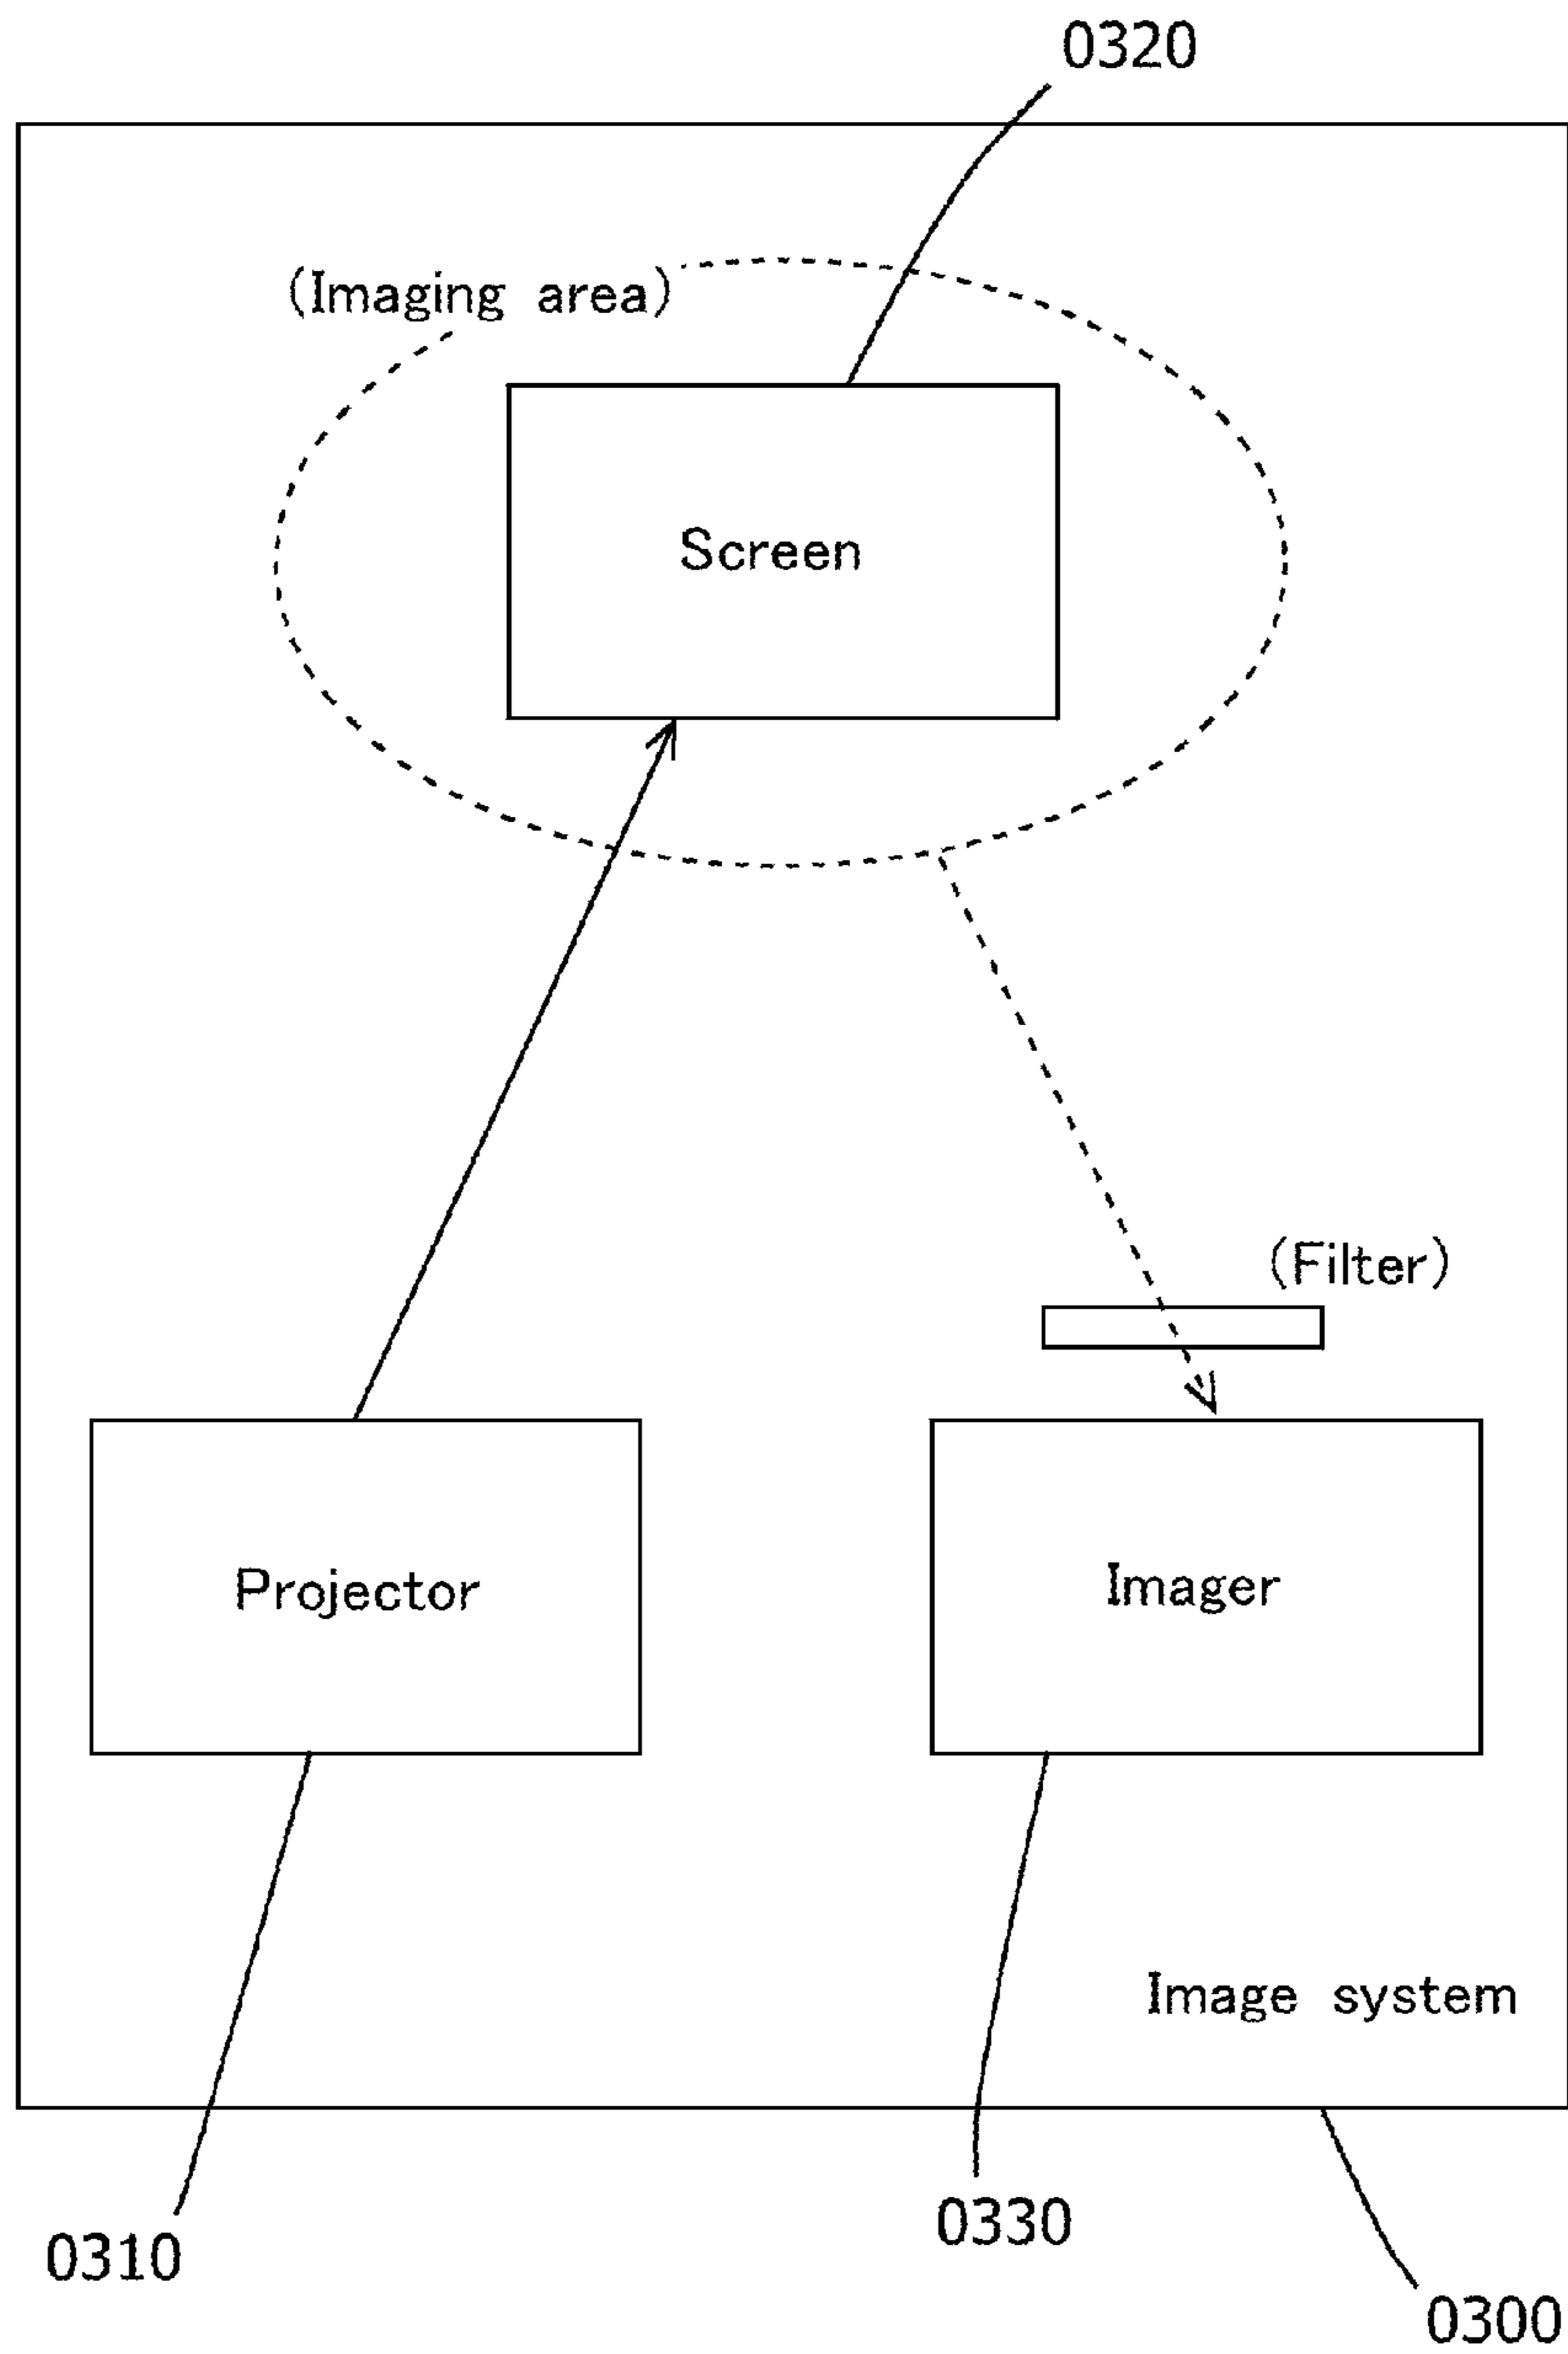 0320
(Imaging area)
Screen
(Filter)
Projector
Imager
Image system
0330
0310
0300